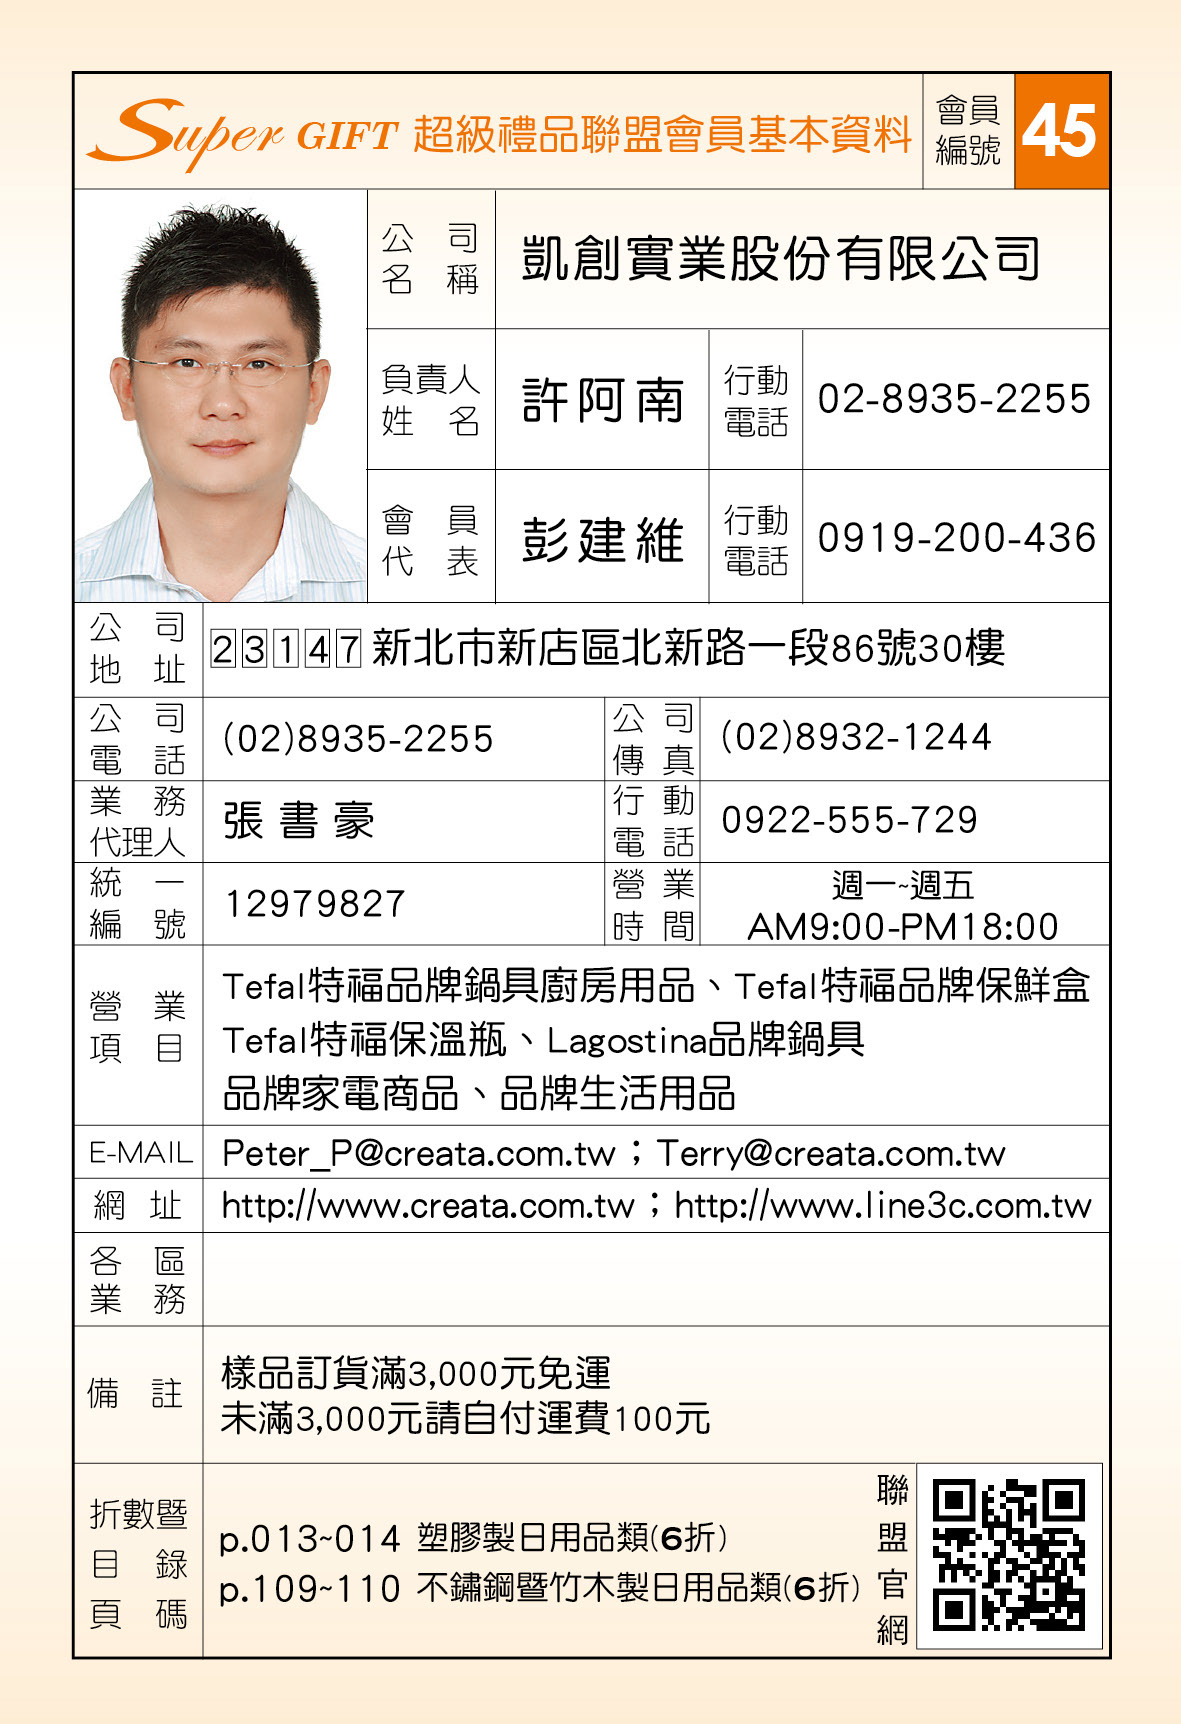 Super GIFT 超級禮品聯盟會員基本資料 會員編號 45
公司名稱 凱創實業股份有限公司
負責人姓名 許阿南 行動電話 02-8935-2255
會員代表 彭建維 行動電話 0919-200-436
公司地址 23147 新北市新店區北新路一段86號30樓
公司電話 (02)8935-2255 公司傳真 (02)8932-1244
業務代理人 張書豪 行動電話 0922-555-729
統一編號 12979827 營業時間 週一~週五
AM9:00-PM18:00
營業項目 Tefal特福品牌鍋具廚房用品、Tefal特福品牌保鮮盒
Tefal特福保溫瓶、Lagostina品牌鍋具
品牌家電商品、品牌生活用品
E-MAIL Peter_P@creata.com.tw；Terry@creata.com.tw
網址 http://www.creata.com.tw；http://www.line3c.com.tw
各區業務
備註 樣品訂貨滿3,000元免運
未滿3,000元請自付運費100元
折數暨目錄頁碼 p.013~014 塑膠製日用品類(6折)
p.109~110 不鏽鋼暨竹木製日用品類(6折)
聯盟官網